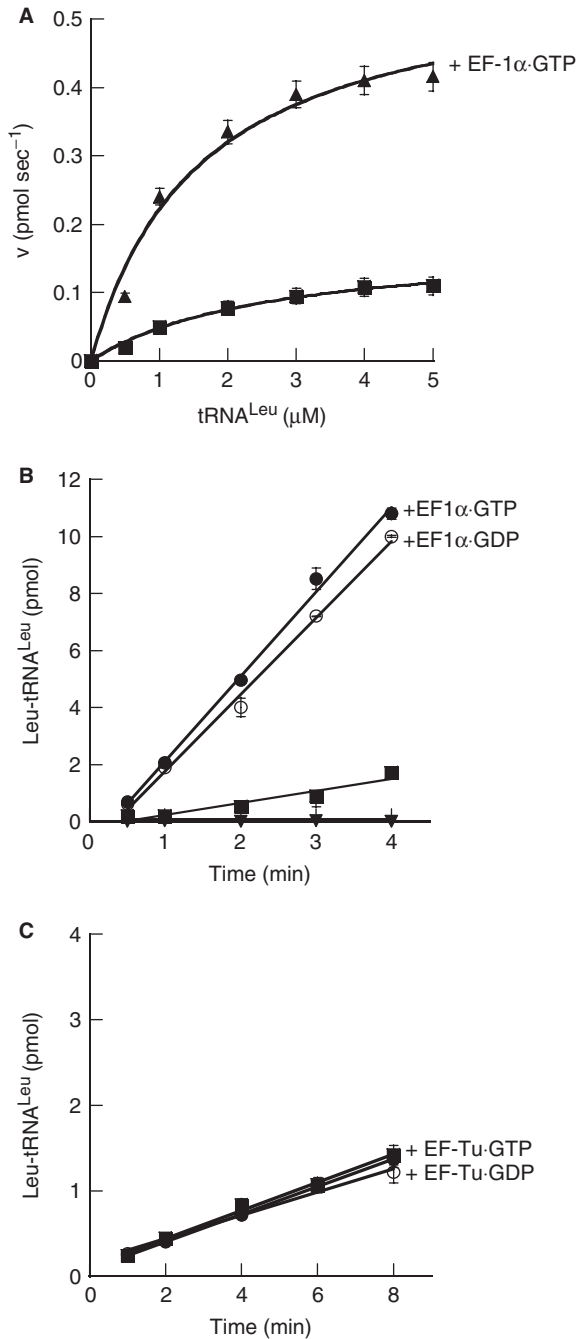 A
0.5
0.4
0.3
0.2
0.1
0
v (pmol sec⁻¹)
+ EF-1α·GTP
0 1 2 3 4 5
tRNA^Leu (μM)
B
12
10
8
6
4
2
0
Leu-tRNA^Leu (pmol)
+EF1α·GTP
+EF1α·GDP
0 1 2 3 4
Time (min)
C
4
3
2
1
0
Leu-tRNA^Leu (pmol)
+ EF-Tu·GTP
+ EF-Tu·GDP
0 2 4 6 8
Time (min)